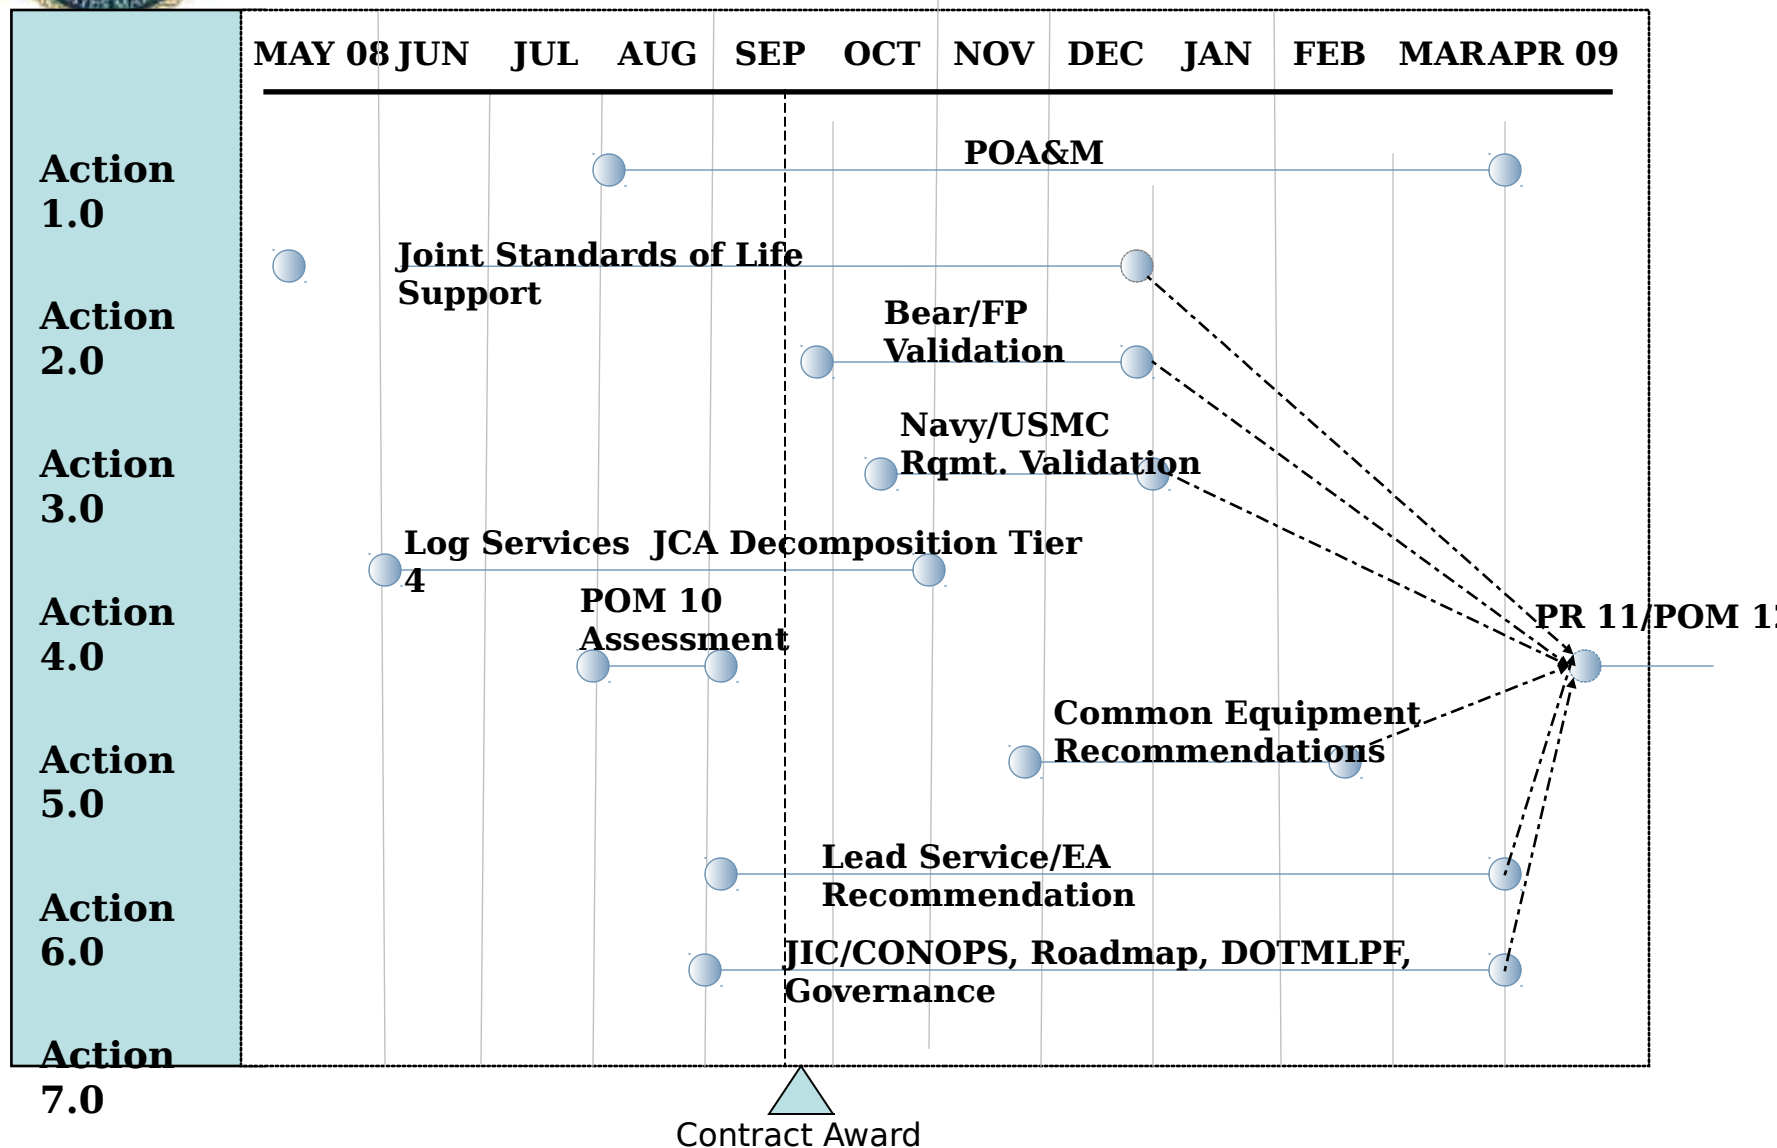 MAY 08 JUN JUL AUG SEP OCT NOV DEC JAN FEB MAR APR 09
POA&M
Action
1.0
Joint Standards of Life
Support
Action
2.0
Bear/FP
Validation
Navy/USMC
Rqmt. Validation
Action
3.0
Log Services  JCA Decomposition Tier
4
POM 10
Assessment
Action
4.0
PR 11/POM 1
Common Equipment
Recommendations
Action
5.0
Lead Service/EA
Recommendation
Action
6.0
JIC/CONOPS, Roadmap, DOTMLPF,
Governance
Action
7.0
Contract Award